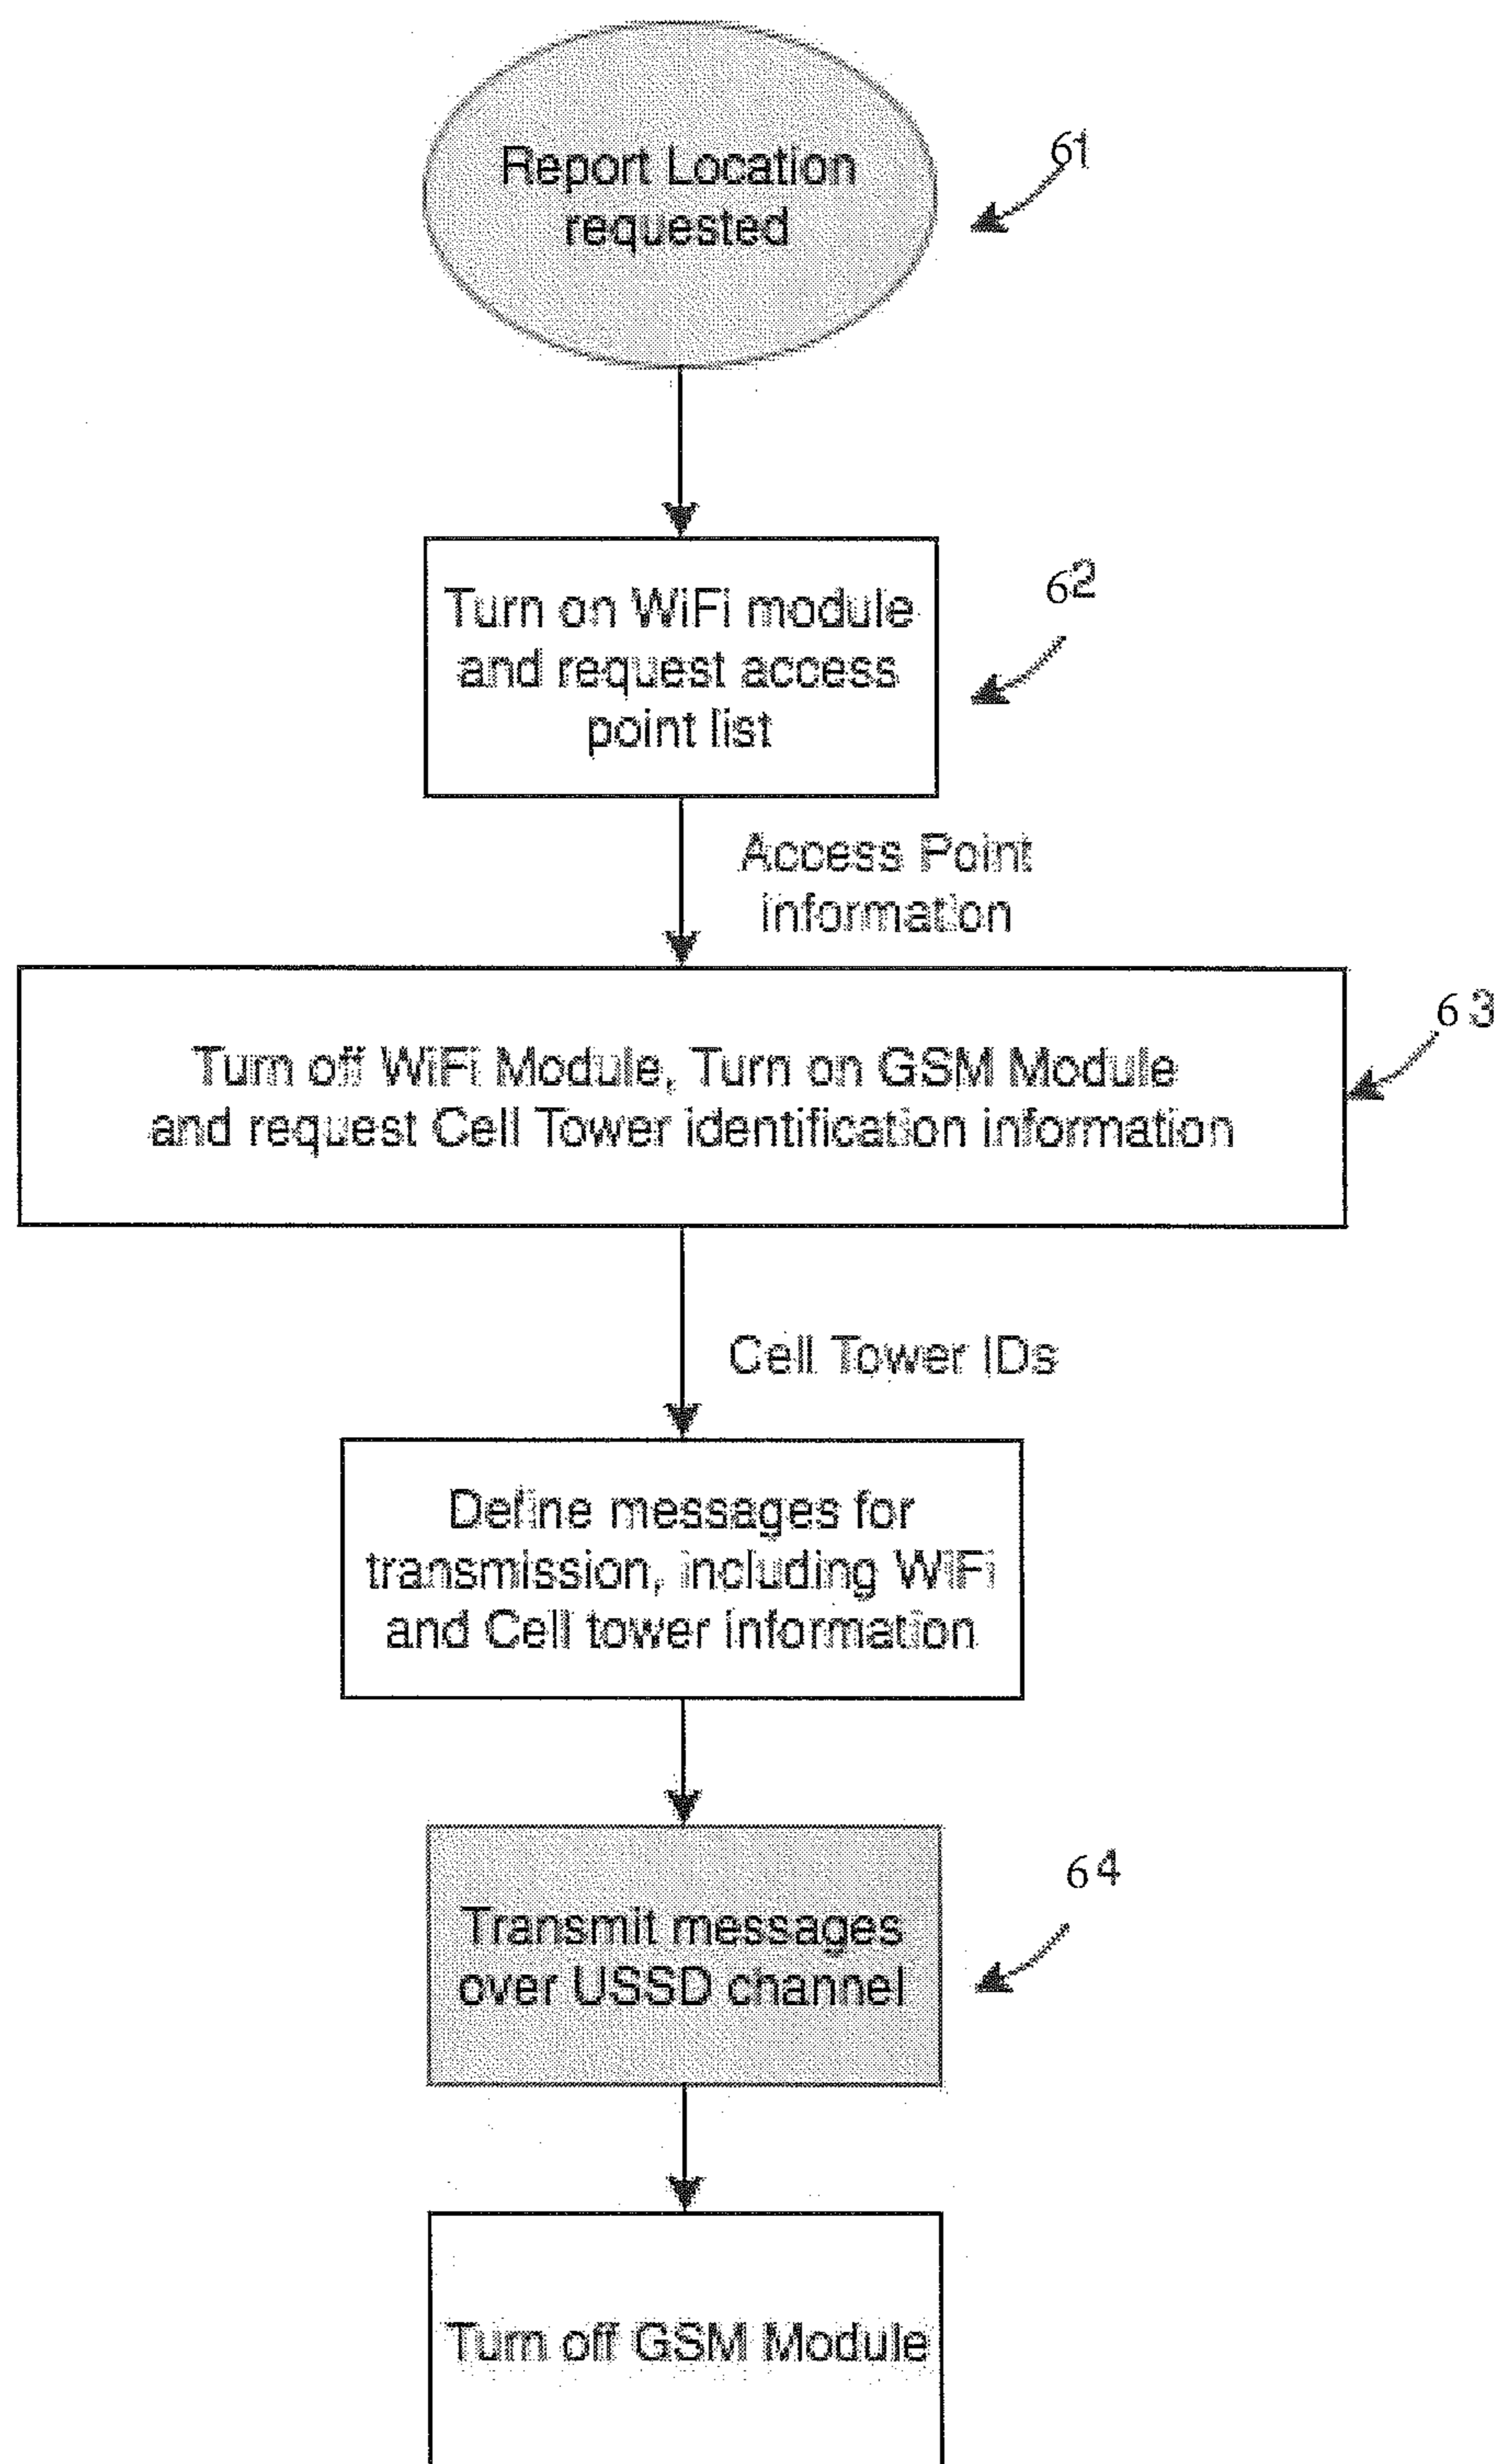 Report Location
requested
61
Turn on WiFi module
and request access
point list
62
Access Point
information
Turn off WiFi Module, Turn on GSM Module
and request Cell Tower identification information
63
Cell Tower IDs
Define messages for
transmission, including WiFi
and Cell tower information
Transmit messages
over USSD channel
64
Turn off GSM Module